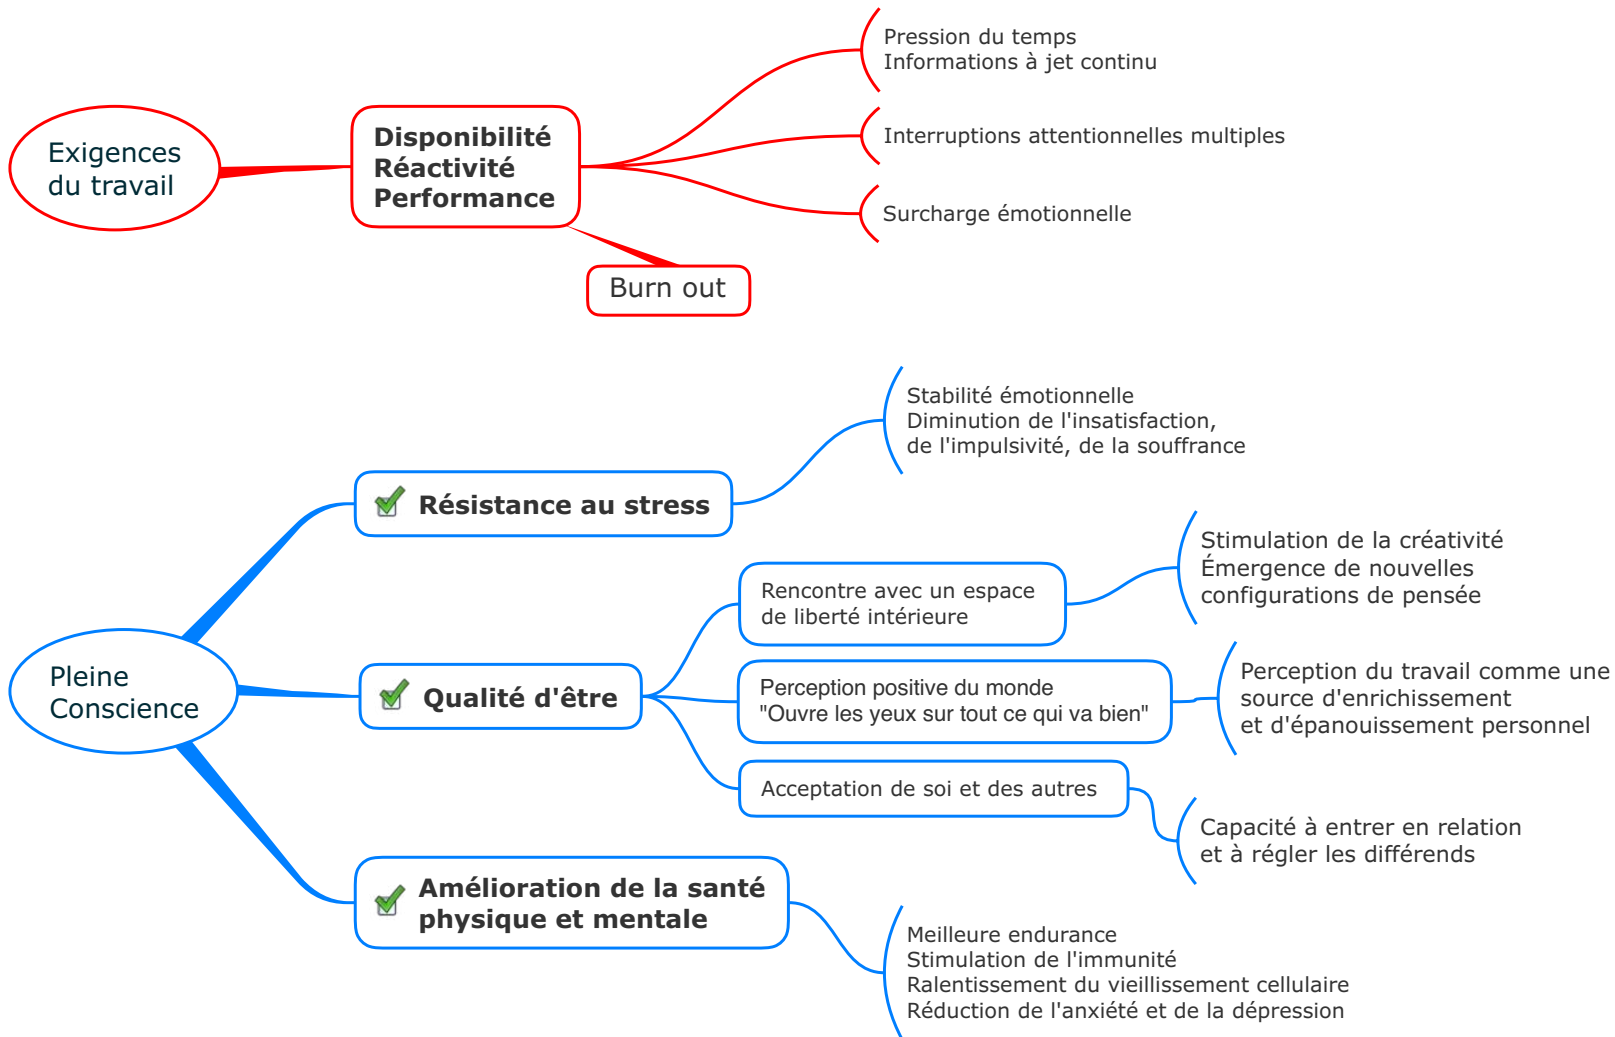 Exigences
du travail
Disponibilité
Réactivité
Performance
Pression du temps
Informations à jet continu
Interruptions attentionnelles multiples
Surcharge émotionnelle
Burn out
Pleine
Conscience
Résistance au stress
Stabilité émotionnelle
Diminution de l'insatisfaction,
de l'impulsivité, de la souffrance
Qualité d'être
Rencontre avec un espace
de liberté intérieure
Stimulation de la créativité
Émergence de nouvelles
configurations de pensée
Perception positive du monde
"Ouvre les yeux sur tout ce qui va bien"
Perception du travail comme une
source d'enrichissement
et d'épanouissement personnel
Acceptation de soi et des autres
Capacité à entrer en relation
et à régler les différends
Amélioration de la santé
physique et mentale
Meilleure endurance
Stimulation de l'immunité
Ralentissement du vieillissement cellulaire
Réduction de l'anxiété et de la dépression